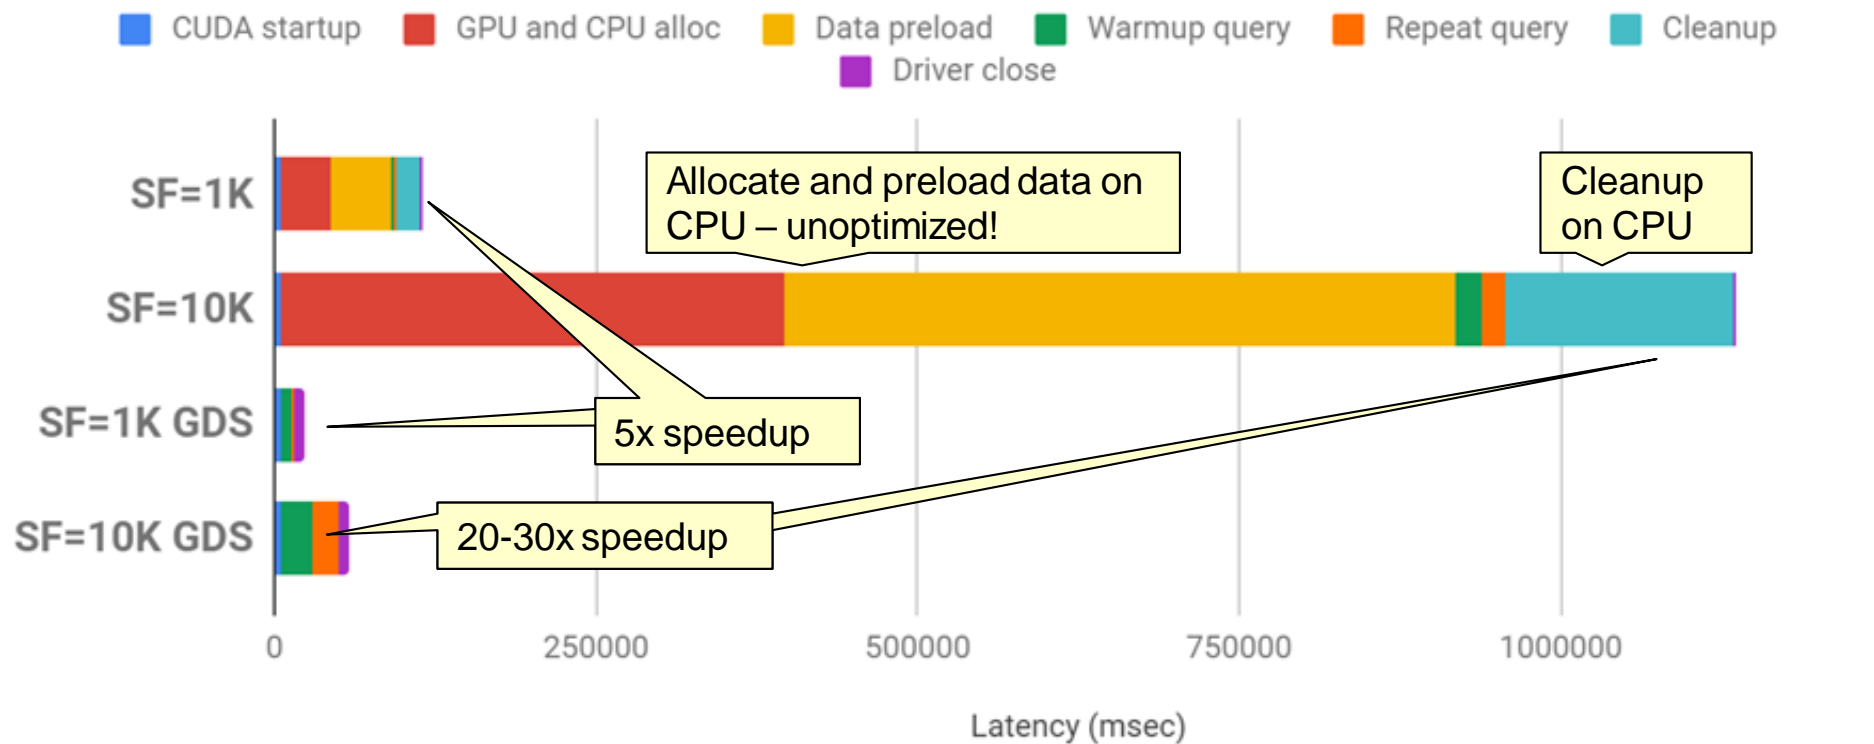 CUDA startup GPU and CPU alloc Data preload Warmup query Repeat query Cleanup
Driver close
SF=1K
Allocate and preload data on
CPU – unoptimized!
Cleanup
on CPU
SF=10K
SF=1K GDS
5x speedup
SF=10K GDS
20-30x speedup
0 250000 500000 750000 1000000
Latency (msec)